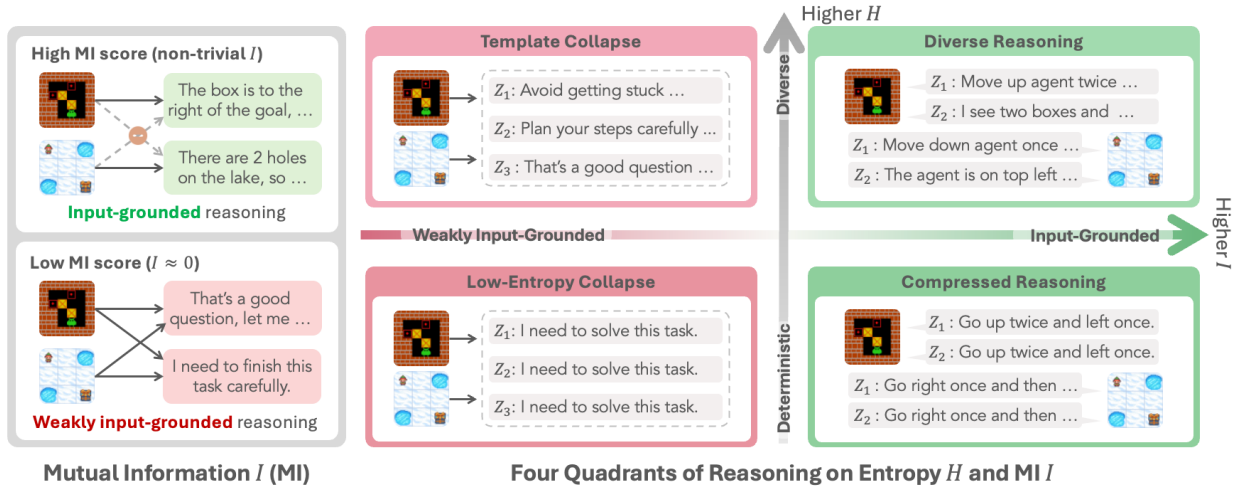 High MI score (non-trivial I)
The box is to the
right of the goal, …
There are 2 holes
on the lake, so …
Input-grounded reasoning
Low MI score (I ≈ 0)
That's a good
question, let me …
I need to finish this
task carefully.
Weakly input-grounded reasoning
Mutual Information I (MI)
Template Collapse
Z1: Avoid getting stuck …
Z2: Plan your steps carefully …
Z3 : That's a good question …
Higher H
Diverse
Deterministic
Diverse Reasoning
Z1 : Move up agent twice …
Z2 : I see two boxes and …
Z1 : Move down agent once …
Z2 : The agent is on top left …
Weakly Input-Grounded
Input-Grounded
Higher I
Low-Entropy Collapse
Z1: I need to solve this task.
Z2: I need to solve this task.
Z3: I need to solve this task.
Compressed Reasoning
Z1 : Go up twice and left once.
Z2 : Go up twice and left once.
Z1 : Go right once and then …
Z2 : Go right once and then …
Four Quadrants of Reasoning on Entropy H and MI I